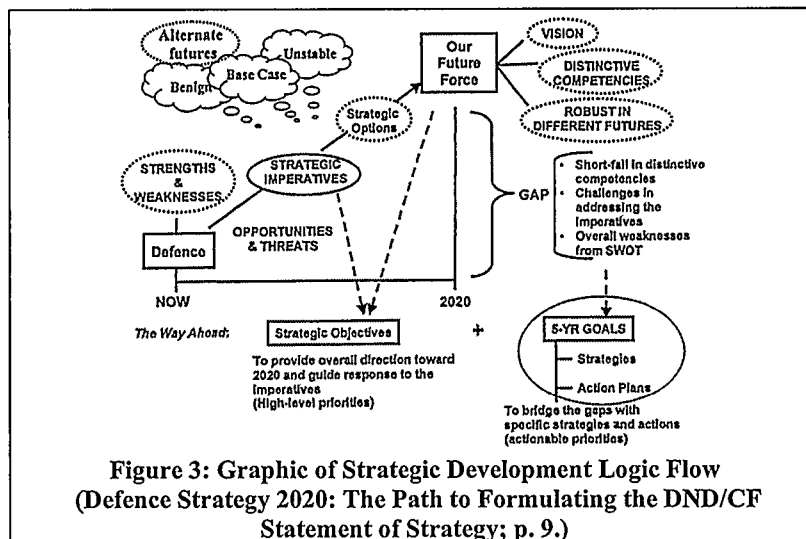 Alternate
futures
Unstable
Base Case
Benign
Our
Future
Force
VISION
DISTINCTIVE
COMPETENCIES
ROBUST IN
DIFFERENT FUTURES
Strategic
Options
STRENGTHS
&
WEAKNESSES
STRATEGIC
IMPERATIVES
Defence
OPPORTUNITIES
& THREATS
GAP
• Short-fall in distinctive
competencies
• Challenges in
addressing the
Imperatives
• Overall weaknesses
from SWOT
NOW
2020
The Way Ahead:
Strategic Objectives
+
5-YR GOALS
Strategies
Action Plans
To provide overall direction toward
2020 and guide response to the
imperatives
(High-level priorities)
To bridge the gaps with
specific strategies and actions
(actionable priorities)
Figure 3: Graphic of Strategic Development Logic Flow
(Defence Strategy 2020: The Path to Formulating the DND/CF
Statement of Strategy; p. 9.)